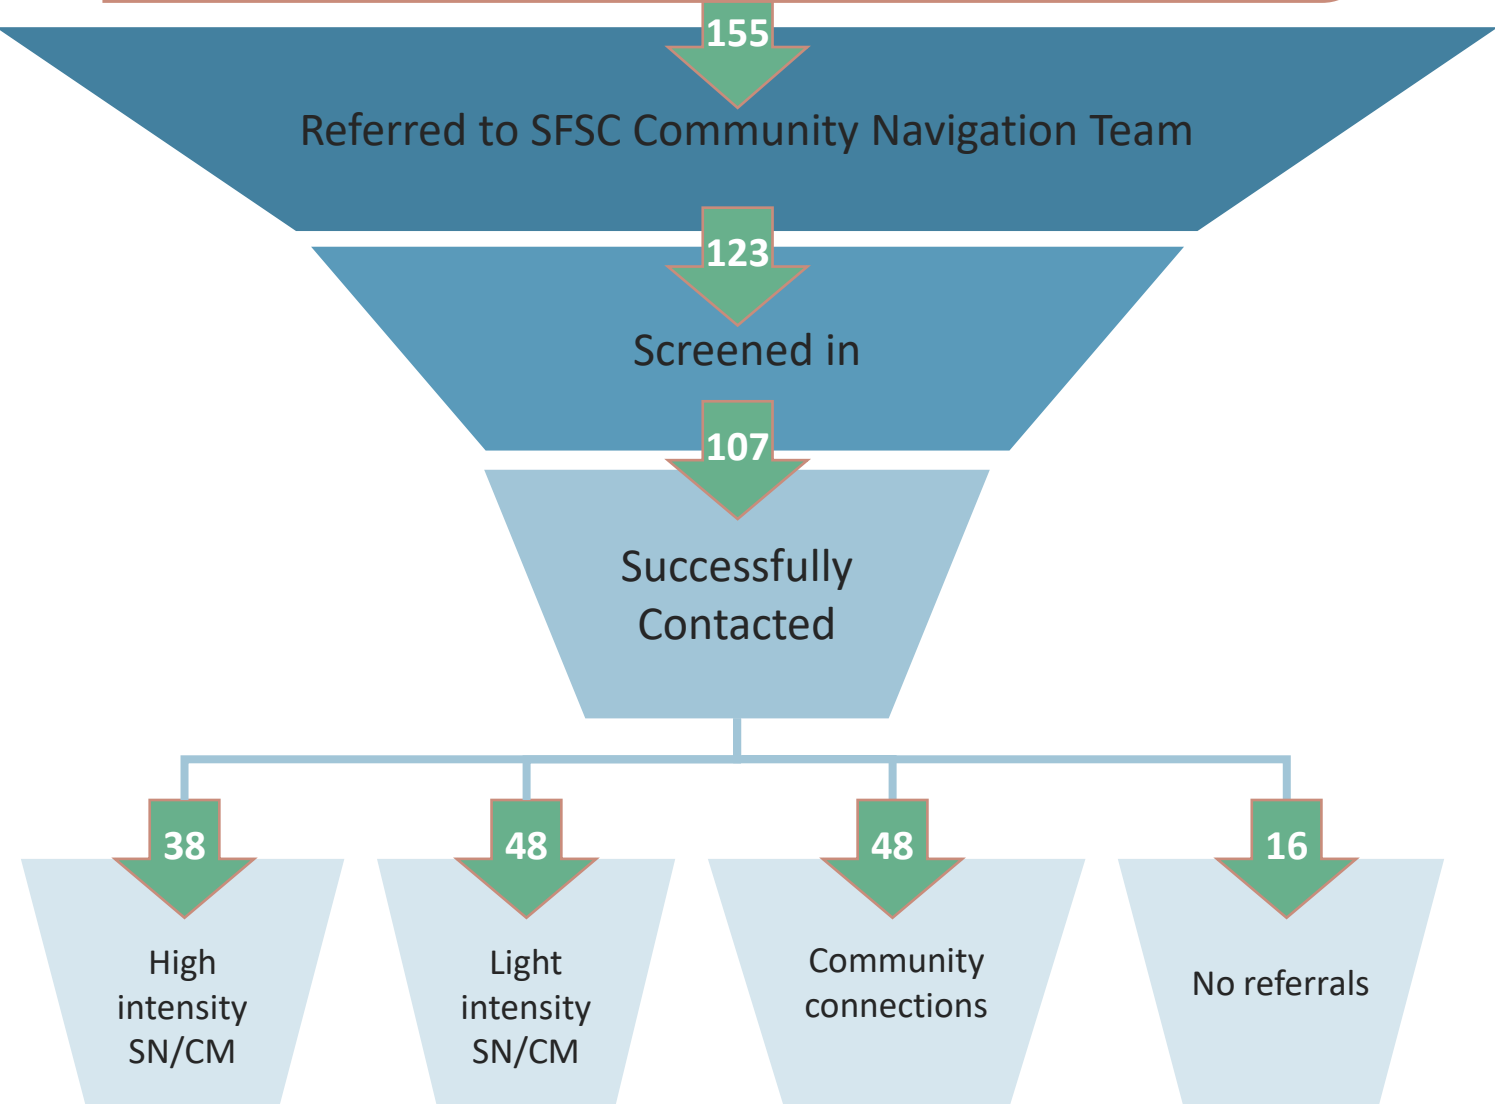 155
Referred to SFSC Community Navigation Team
123
Screened in
107
Successfully
Contacted
38
48
48
16
High
intensity
SN/CM
Light
intensity
SN/CM
Community
connections
No referrals